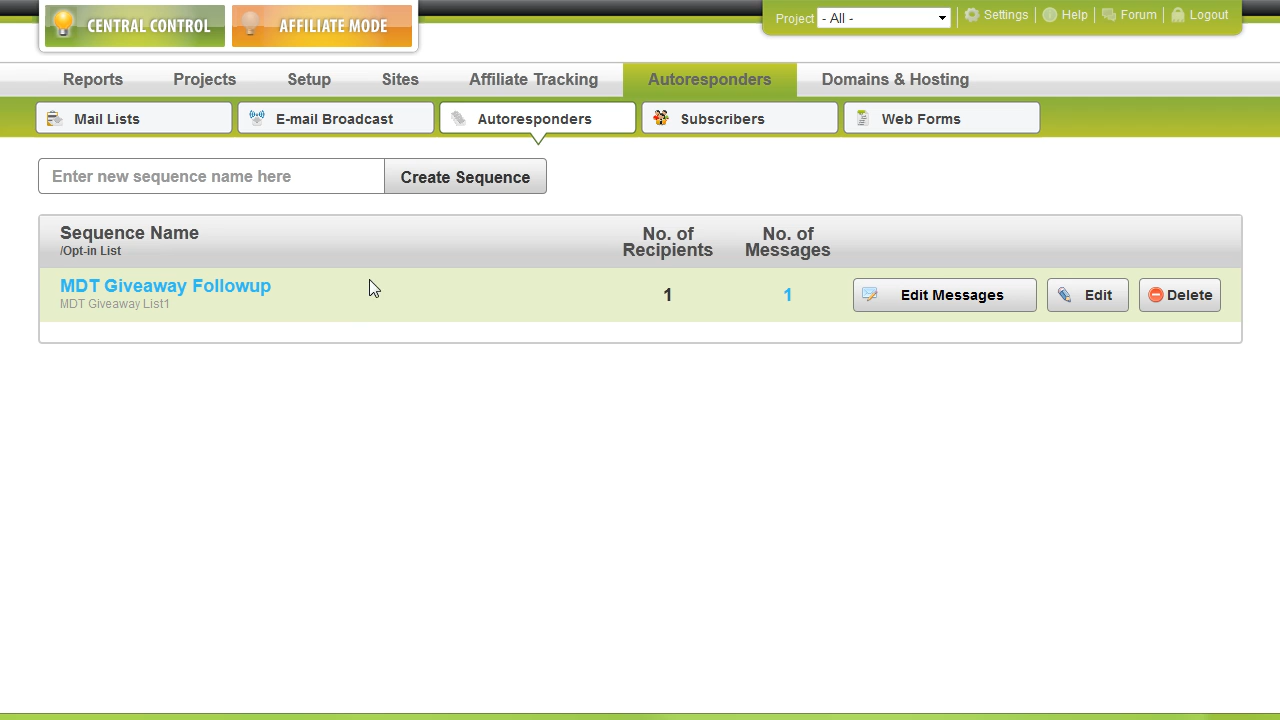 CENTRAL CONTROL
AFFILIATE MODE
Project - All -
Settings
Help
Forum
Logout
Reports
Projects
Setup
Sites
Affiliate Tracking
Autoresponders
Domains & Hosting
Mail Lists
E-mail Broadcast
Autoresponders
Subscribers
Web Forms
Enter new sequence name here
Create Sequence
Sequence Name
/Opt-in List
No. of
Recipients
No. of
Messages
MDT Giveaway Followup
MDT Giveaway List1
1
1
Edit Messages
Edit
Delete